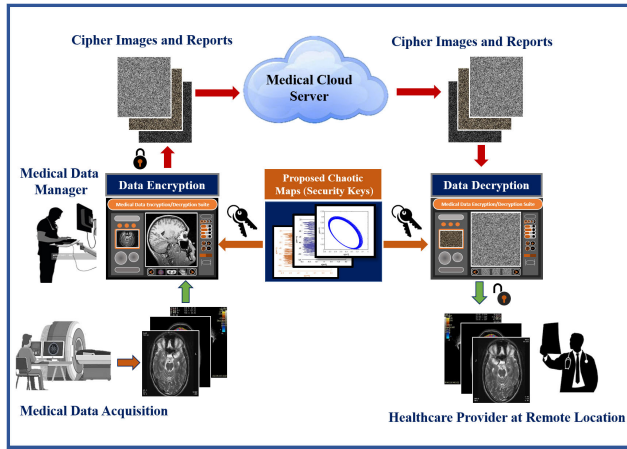 Cipher Images and Reports
Cipher Images and Reports
Medical Cloud
Server
Medical Data
Manager
Data Encryption
Medical Data Encryption/Decryption Suite
Proposed Chaotic
Maps (Security Keys)
Data Decryption
Medical Data Encryption/Decryption Suite
Medical Data Acquisition
Healthcare Provider at Remote Location